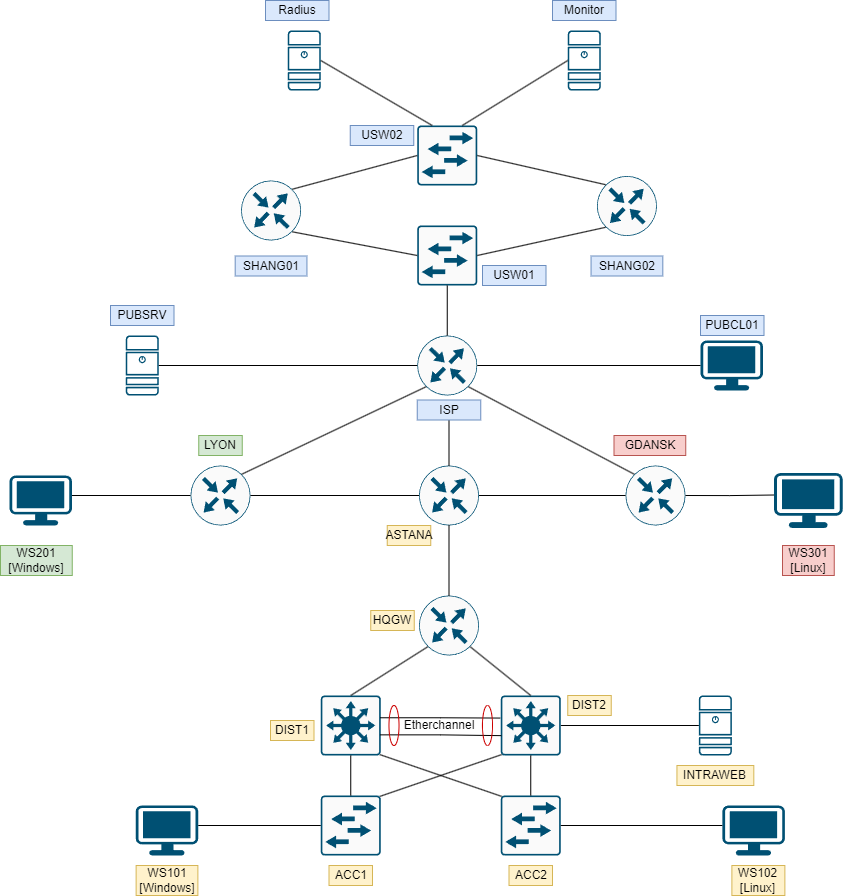 Radius
Monitor
USW02
SHANG01
USW01
SHANG02
PUBSRV
PUBCL01
ISP
LYON
GDANSK
ASTANA
WS201
[Windows]
WS301
[Linux]
HQGW
DIST1
Etherchannel
DIST2
INTRAWEB
WS101
[Windows]
ACC1
ACC2
WS102
[Linux]